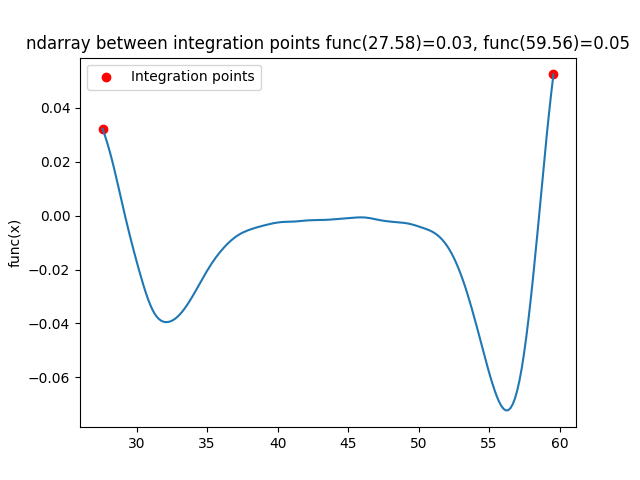 ndarray between integration points func(27.58)=0.03, func(59.56)=0.05
Integration points
func(x)
0.04
0.02
0.00
−0.02
−0.04
−0.06
30 35 40 45 50 55 60